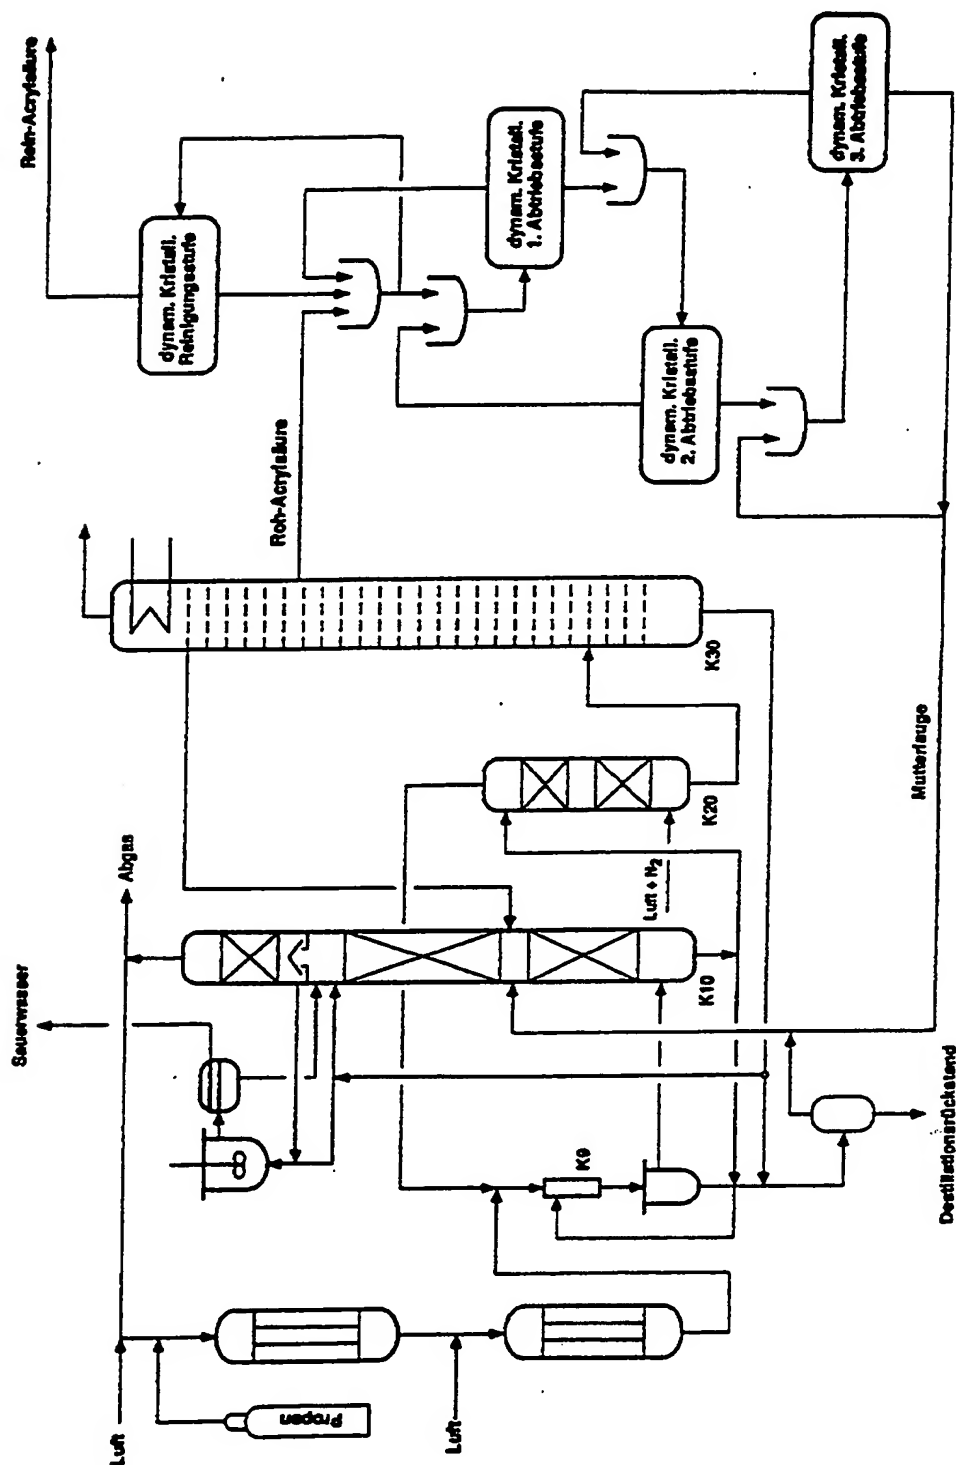 Rein-Acrylsäure
dynam. Kristall.
Reinigungsstufe
dynam. Kristall.
1. Abtriebsstufe
dynam. Kristall.
3. Abtriebsstufe
dynam. Kristall.
2. Abtriebsstufe
Roh-Acrylsäure
K30
Mutterlauge
K20
Luft + N2
Abgas
K10
Sauerwasser
K9
Destillationsrückstand
Luft
Propen
Luft